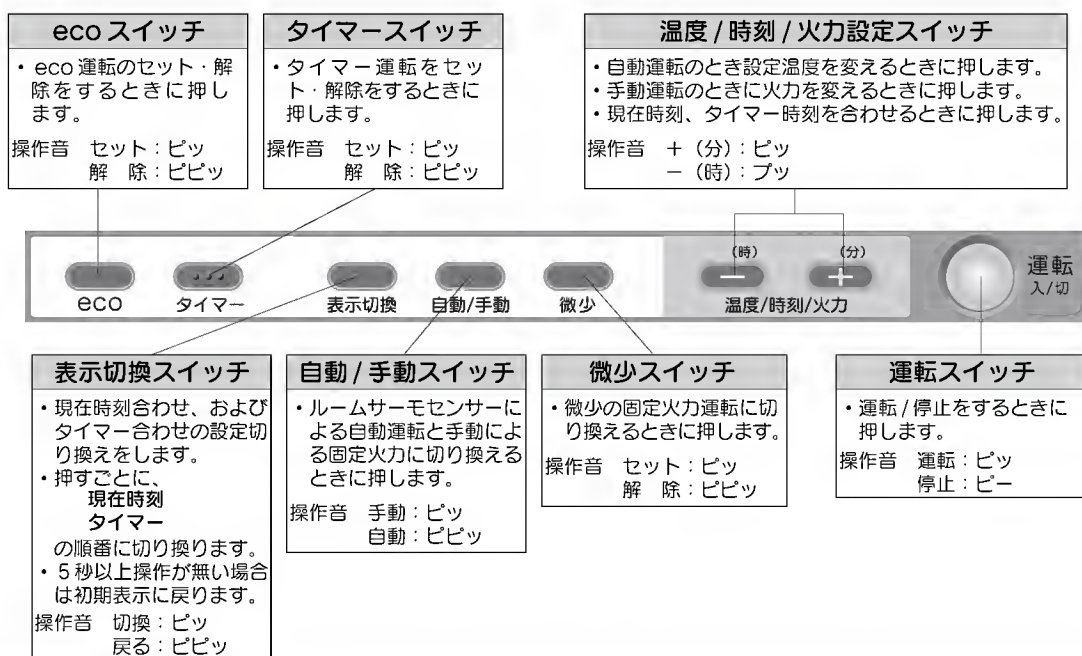 eco スイッチ
・eco 運転のセット・解
除をするときに押し
ます。
操作音 セット：ピッ
解 除：ピピッ
タイマースイッチ
・タイマー運転をセッ
ト・解除をするときに
押します。
操作音 セット：ピッ
解 除：ピピッ
温度 / 時刻 / 火力設定スイッチ
・自動運転のとき設定温度を変えるときに押します。
・手動運転のときに火力を変えるときに押します。
・現在時刻、タイマー時刻を合わせるときに押します。
操作音 ＋（分）：ピッ
－（時）：プッ
eco
タイマー
表示切換
自動/手動
微少
(時)
(分)
－
＋
温度/時刻/火力
運転
入/切
表示切換スイッチ
・現在時刻合わせ、および
タイマー合わせの設定切
り換えをします。
・押すごとに、
現在時刻
タイマー
の順番に切り換ります。
・５秒以上操作が無い場合
は初期表示に戻ります。
操作音 切換：ピッ
戻る：ピピッ
自動 / 手動スイッチ
・ルームサーモセンサーに
よる自動運転と手動によ
る固定火力に切り換える
ときに押します。
操作音 手動：ピッ
自動：ピピッ
微少スイッチ
・微少の固定火力運転に切
り換えるときに押します。
操作音 セット：ピッ
解 除：ピピッ
運転スイッチ
・運転 / 停止をするときに
押します。
操作音 運転：ピッ
停止：ピー